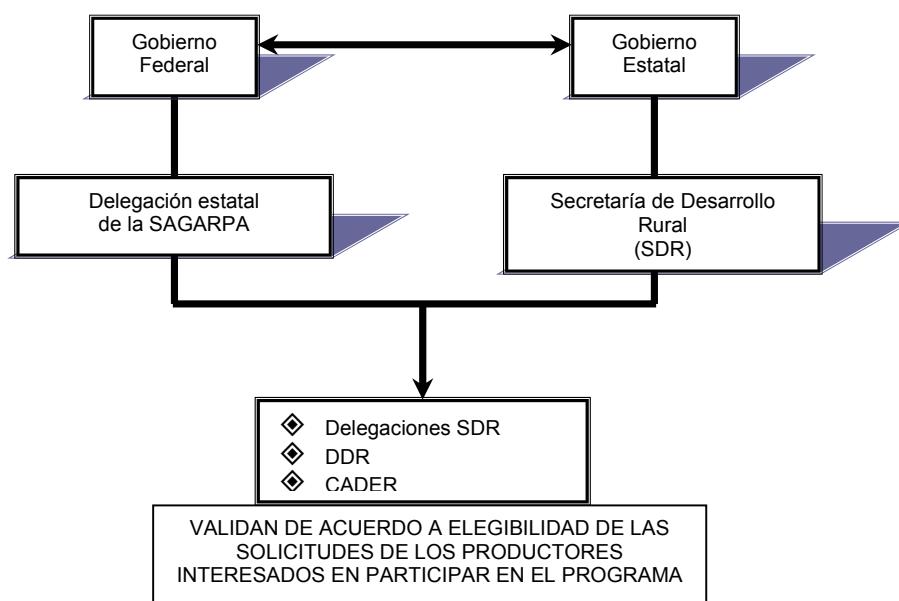 Gobierno
Federal
Gobierno
Estatal
Delegación estatal
de la SAGARPA
Secretaría de Desarrollo
Rural
(SDR)
Delegaciones SDR
DDR
CADER
VALIDAN DE ACUERDO A ELEGIBILIDAD DE LAS
SOLICITUDES DE LOS PRODUCTORES
INTERESADOS EN PARTICIPAR EN EL PROGRAMA